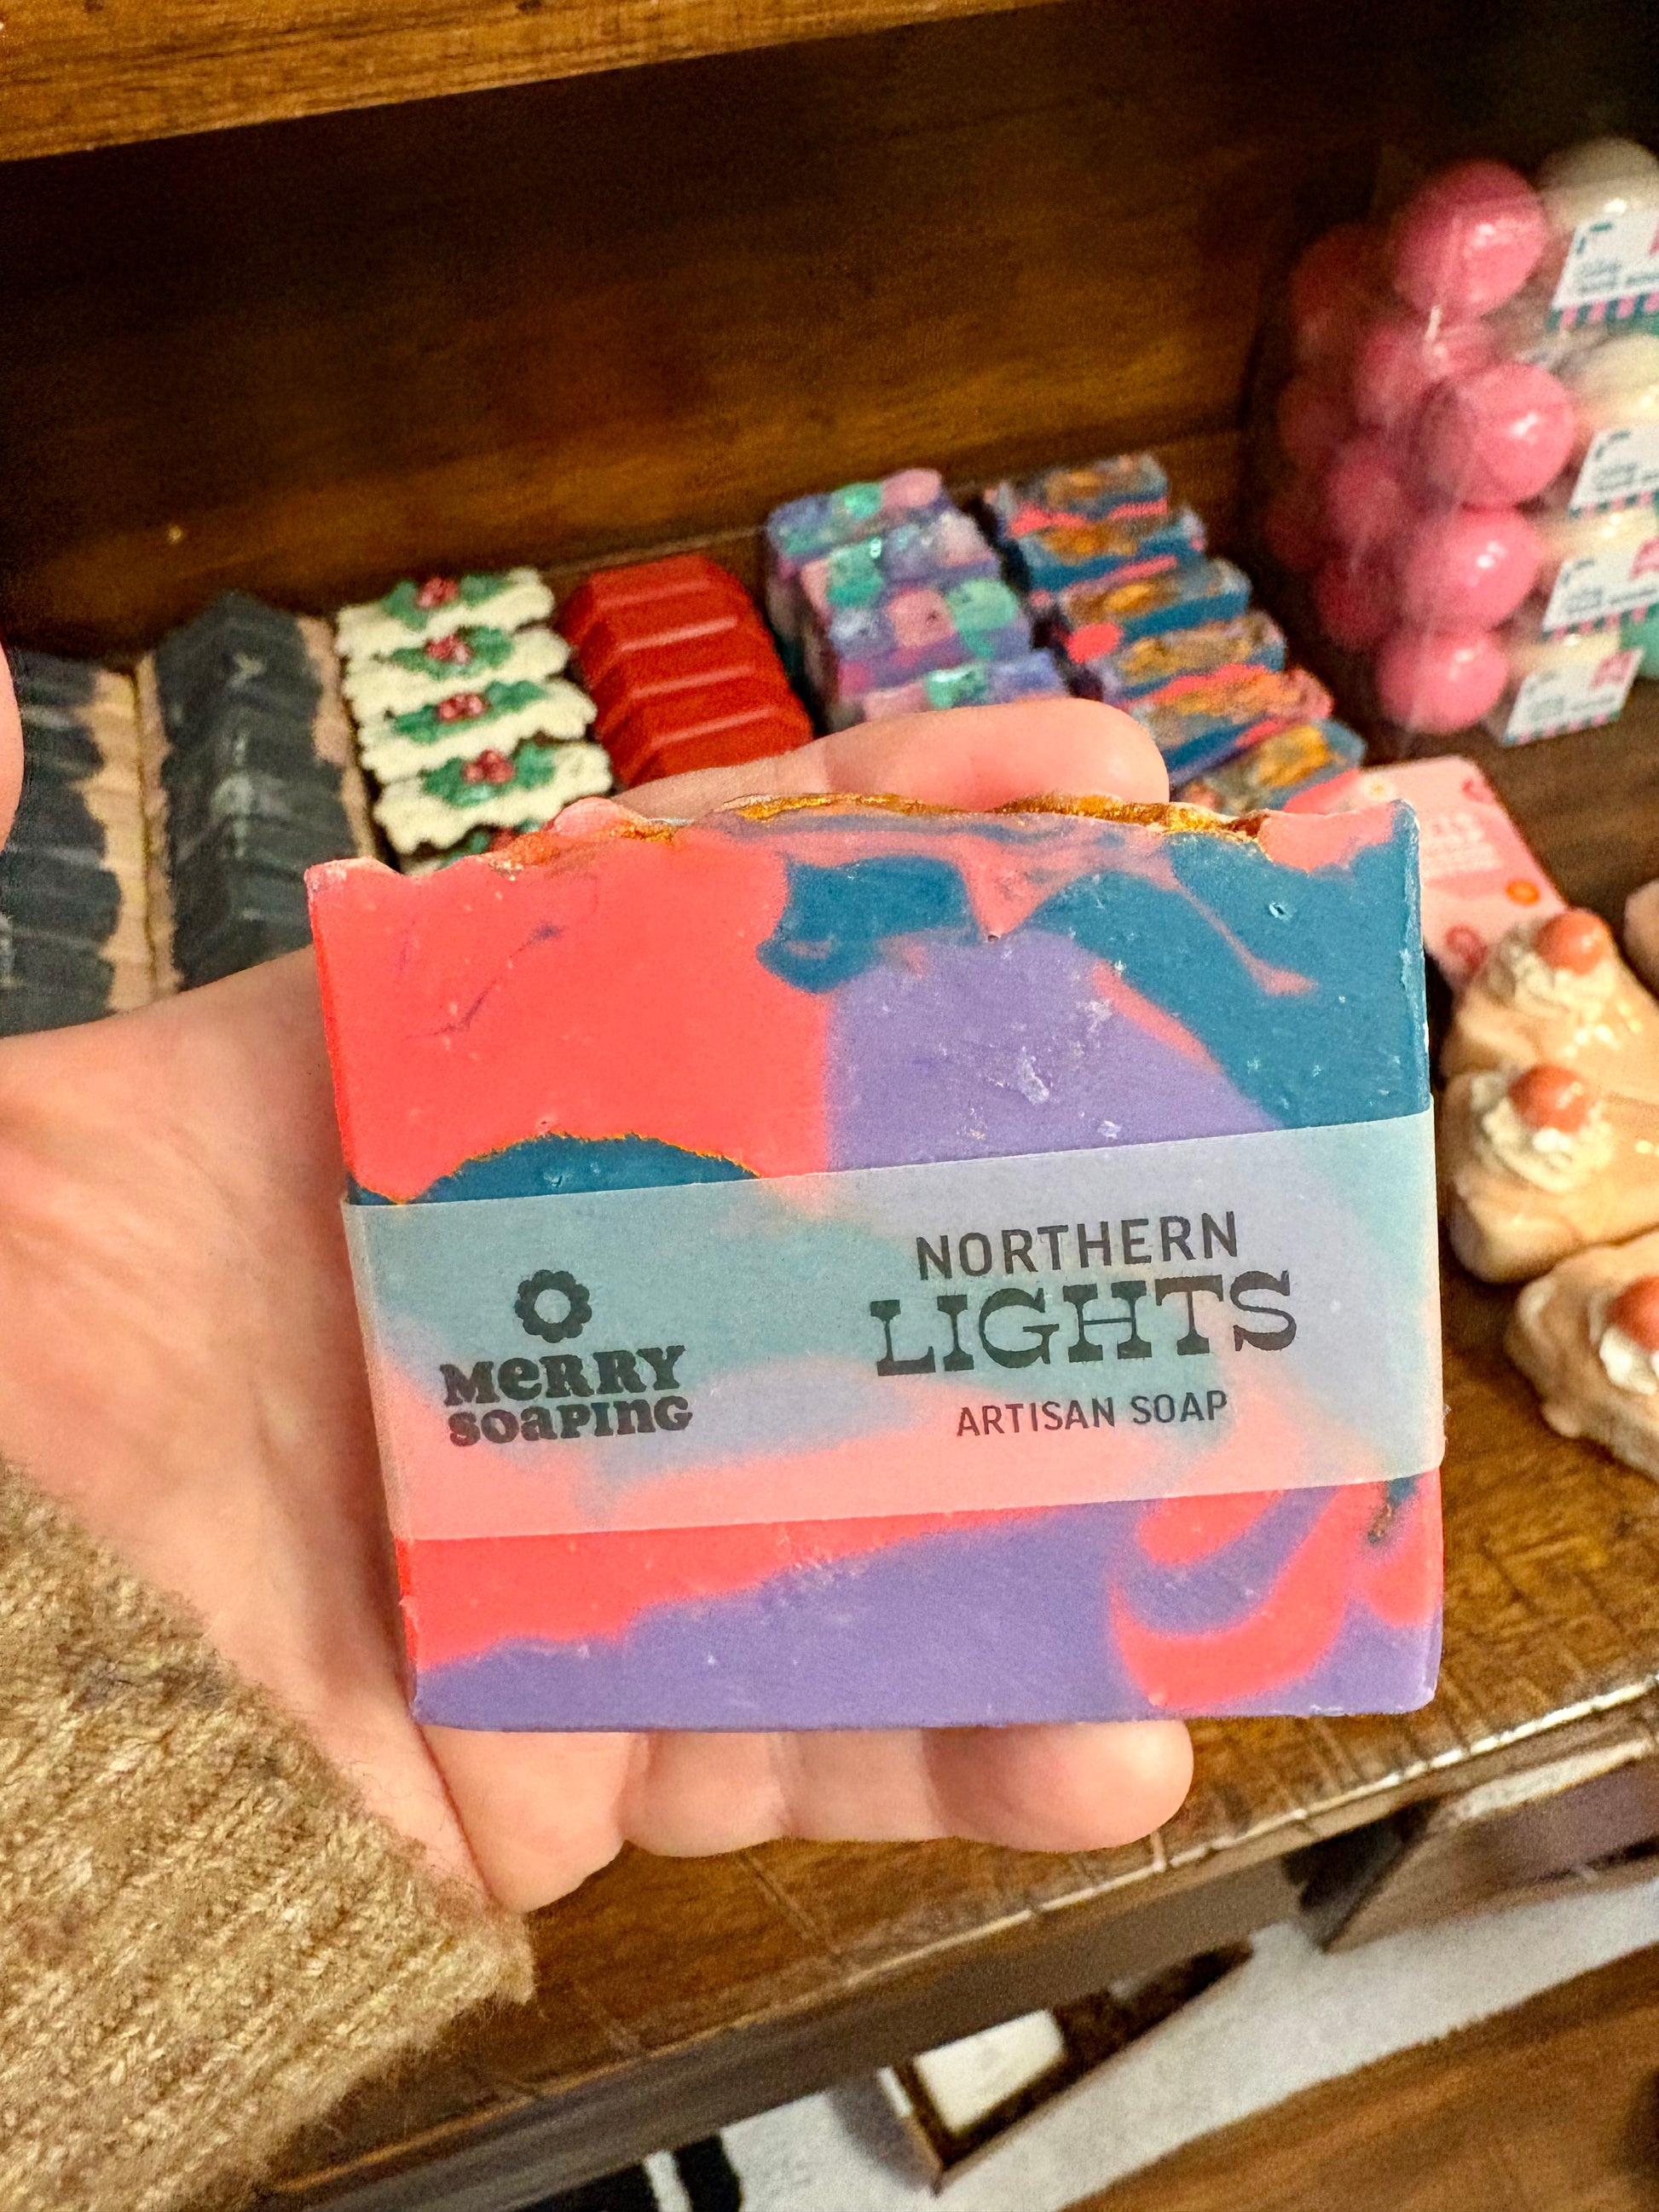 MERRY
SOAPING
NORTHERN
LIGHTS
ARTISAN SOAP